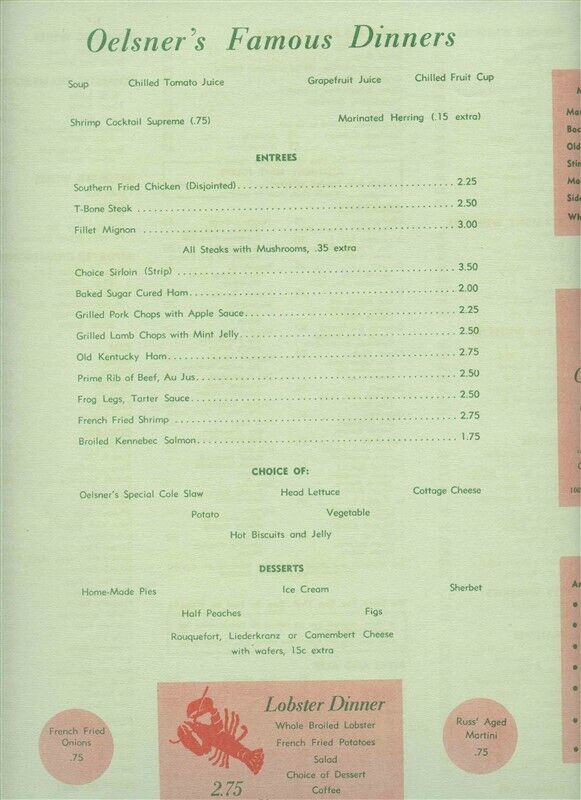 Oelsner's Famous Dinners
Soup Chilled Tomato Juice Grapefruit Juice Chilled Fruit Cup
Shrimp Cocktail Supreme (.75) Marinated Herring (.15 extra)
ENTREES
Southern Fried Chicken (Disjointed) 2.25
T-Bone Steak 2.50
Fillet Mignon 3.00
All Steaks with Mushrooms, .35 extra
Choice Sirloin (Strip) 3.50
Baked Sugar Cured Ham 2.00
Grilled Pork Chops with Apple Sauce 2.25
Grilled Lamb Chops with Mint Jelly 2.50
Old Kentucky Ham 2.75
Prime Rib of Beef, Au Jus 2.50
Frog Legs, Tarter Sauce 2.50
French Fried Shrimp 2.75
Broiled Kennebec Salmon 1.75
CHOICE OF:
Oelsner's Special Cole Slaw Head Lettuce Cottage Cheese
Potato Vegetable
Hot Biscuits and Jelly
DESSERTS
Home-Made Pies Ice Cream Sherbet
Half Peaches Figs
Rouquefort, Liederkranz or Camembert Cheese
with wafers, 15c extra
French Fried
Onions
.75
Lobster Dinner
Whole Broiled Lobster
French Fried Potatoes
Salad
Choice of Dessert
Coffee
2.75
Russ' Aged
Martini
.75